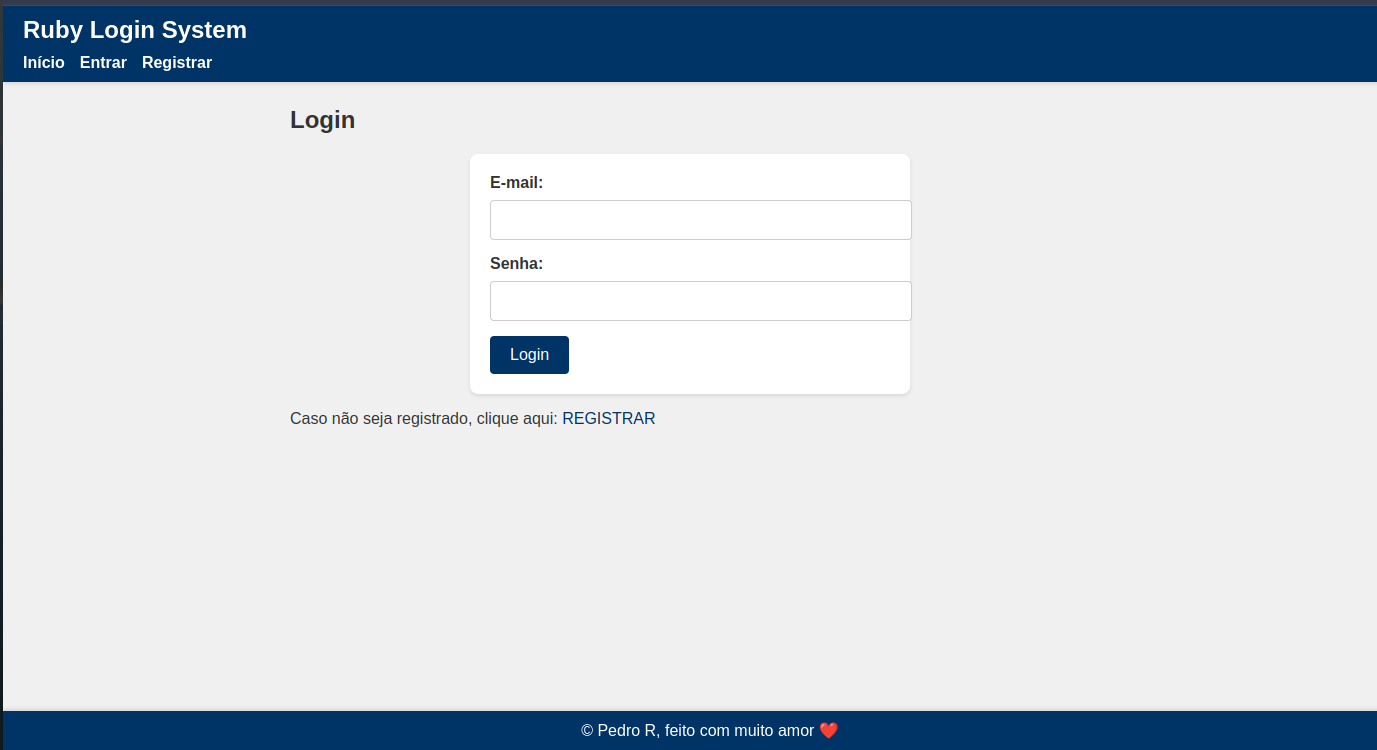 Ruby Login System
Início Entrar Registrar
Login
E-mail:
Senha:
Login
Caso não seja registrado, clique aqui: REGISTRAR
© Pedro R, feito com muito amor ❤️